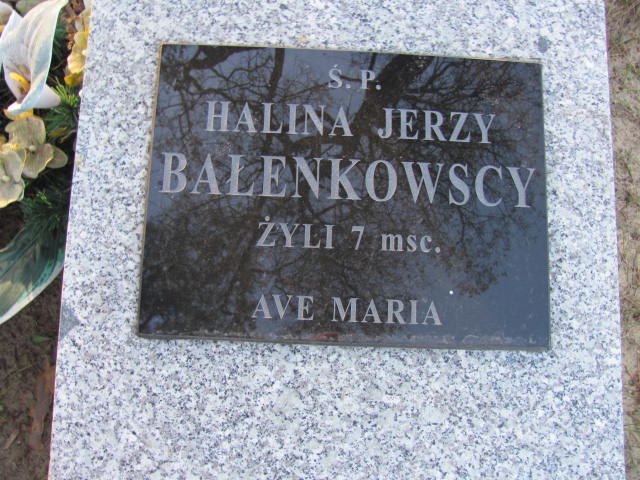 Ś.P.
HALINA JERZY
BAŁENKOWSCY
ŻYLI 7 msc.
AVE MARIA